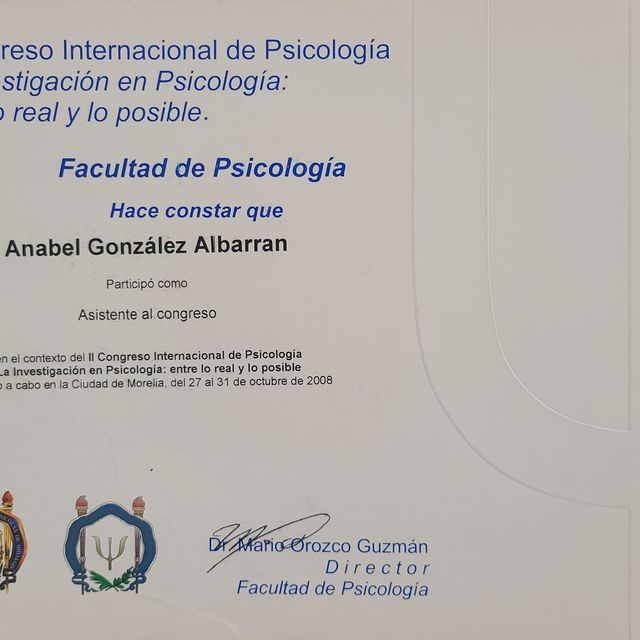 reso Internacional de Psicología
stigación en Psicología:
o real y lo posible.
Facultad de Psicología
Hace constar que
Anabel González Albarran
Participó como
Asistente al congreso
en el contexto del II Congreso Internacional de Psicología
La Investigación en Psicología: entre lo real y lo posible
o a cabo en la Ciudad de Morelia, del 27 al 31 de octubre de 2008
Dr. Mario Orozco Guzmán
Director
Facultad de Psicología